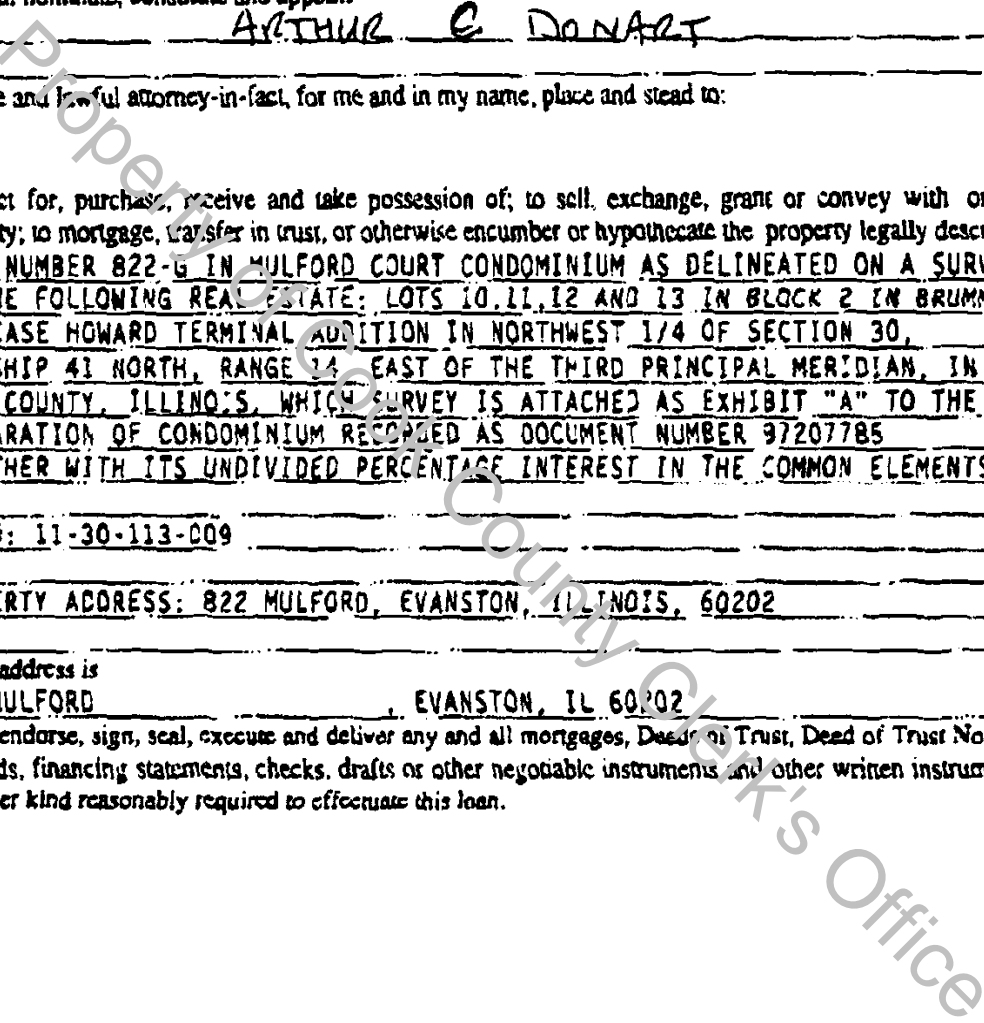 ARTHUR C DONART
e and lawful attorney-in-fact, for me and in my name, place and stead to:
ct for, purchase, receive and take possession of; to sell, exchange, grant or convey with or
ty; to mortgage, transfer in trust, or otherwise encumber or hypothecate the property legally descr
NUMBER 822-G IN MULFORD COURT CONDOMINIUM AS DELINEATED ON A SURV
E FOLLOWING REAL ESTATE: LOTS 10,11,12 AND 13 IN BLOCK 2 IN BRUMM
EASE HOWARD TERMINAL ADDITION IN NORTHWEST 1/4 OF SECTION 30,
SHIP 41 NORTH, RANGE 14 EAST OF THE THIRD PRINCIPAL MERIDIAN, IN
COUNTY, ILLINOIS, WHICH SURVEY IS ATTACHED AS EXHIBIT "A" TO THE
ARATION OF CONDOMINIUM RECORDED AS DOCUMENT NUMBER 97207785
THER WITH ITS UNDIVIDED PERCENTAGE INTEREST IN THE COMMON ELEMENTS
: 11-30-113-009
ERTY ADDRESS: 822 MULFORD, EVANSTON, ILLINOIS, 60202
address is
MULFORD , EVANSTON, IL 60202
endorse, sign, seal, execute and deliver any and all mortgages, Deeds of Trust, Deed of Trust No
ds, financing statements, checks, drafts or other negotiable instruments and other written instrum
er kind reasonably required to effectuate this loan.
Property of Cook County Clerk's Office